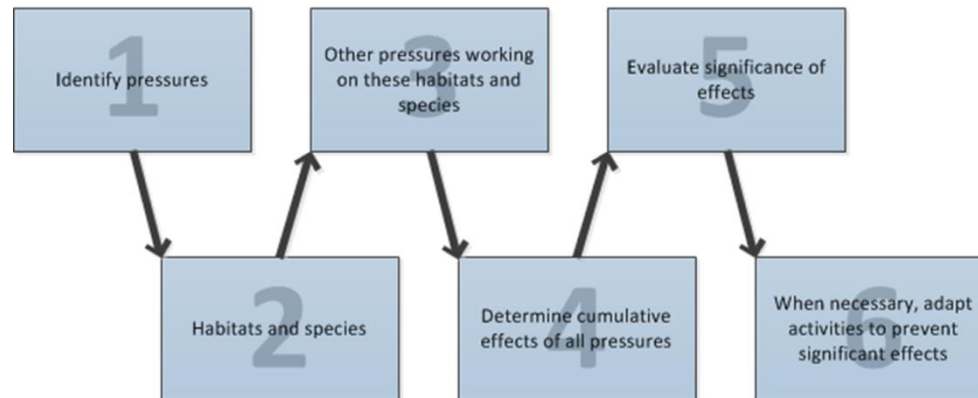 1
Identify pressures
2
Habitats and species
3
Other pressures working
on these habitats and
species
4
Determine cumulative
effects of all pressures
5
Evaluate significance of
effects
6
When necessary, adapt
activities to prevent
significant effects